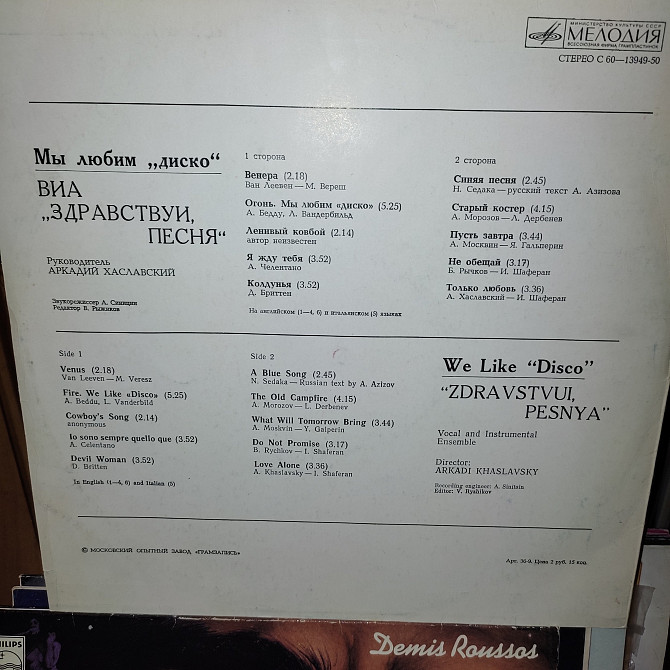 МИНИСТЕРСТВО КУЛЬТУРЫ СССР
МЕЛОДИЯ
ВСЕСОЮЗНАЯ ФИРМА ГРАМПЛАСТИНОК
СТЕРЕО С 60—13949-50
Мы любим „диско“
ВИА
„ЗДРАВСТВУЙ,
ПЕСНЯ“
Руководитель
АРКАДИЙ ХАСЛАВСКИЙ
Звукорежиссер А. Синицин
Редактор В. Рыжиков
1 сторона
Венера (2.18)
Ван Леевен — М. Вереш
Огонь. Мы любим «диско» (5.25)
А. Бедду, Л. Вандербильд
Ленивый ковбой (2.14)
автор неизвестен
Я жду тебя (3.52)
А. Челентано
Колдунья (3.52)
Д. Бриттен
На английском (1—4, 6) и итальянском (5) языках
2 сторона
Синяя песня (2.45)
Н. Седака — русский текст А. Азизова
Старый костер (4.15)
А. Морозов — Л. Дербенев
Пусть завтра (3.44)
А. Москвин — Я. Гальперин
Не обещай (3.17)
Б. Рычков — И. Шаферан
Только любовь (3.36)
А. Хаславский — И. Шаферан
Side 1
Venus (2.18)
Van Leeven — M. Veresz
Fire. We Like «Disco» (5.25)
A. Beddu, L. Vanderbild
Cowboy's Song (2.14)
anonymous
Io sono sempre quello que (3.52)
A. Celentano
Devil Woman (3.52)
D. Britten
In English (1—4, 6) and Italian (5)
Side 2
A Blue Song (2.45)
N. Sedaka — Russian text by A. Azizov
The Old Campfire (4.15)
A. Morozov — L. Derbenev
What Will Tomorrow Bring (3.44)
A. Moskvin — Y. Galperin
Do Not Promise (3.17)
B. Rychkov — I. Shaferan
Love Alone (3.36)
A. Khaslavsky — I. Shaferan
We Like “Disco”
“ZDRAVSTVUI,
PESNYA”
Vocal and Instrumental
Ensemble
Director:
ARKADI KHASLAVSKY
Recording engineer: A. Sinitsin
Editor: V. Ryzhikov
© МОСКОВСКИЙ ОПЫТНЫЙ ЗАВОД «ГРАМЗАПИСЬ»
Арт. 36-9. Цена 2 руб. 15 коп.
PHILIPS
Demis Roussos